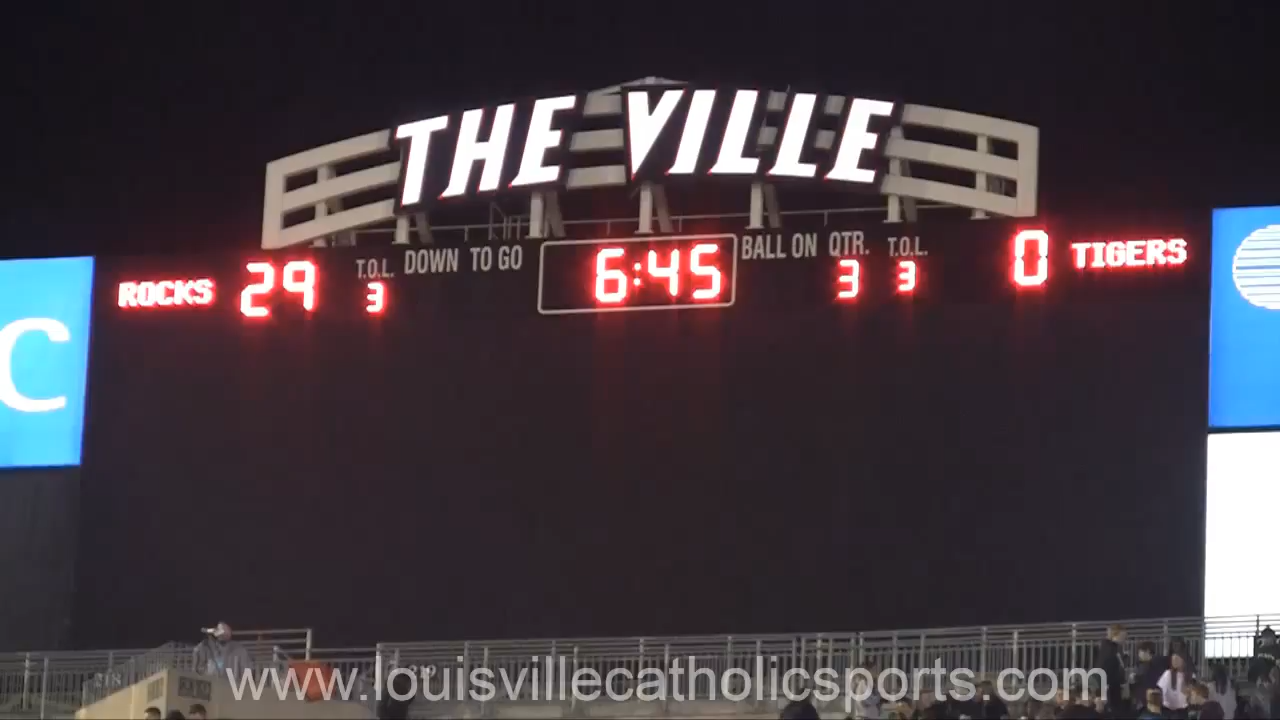 THE VILLE
ROCKS 29 T.O.L. 3 DOWN TO GO 6:45 BALL ON QTR. 3 T.O.L. 3 0 TIGERS
C
www.louisvillecatholicsports.com